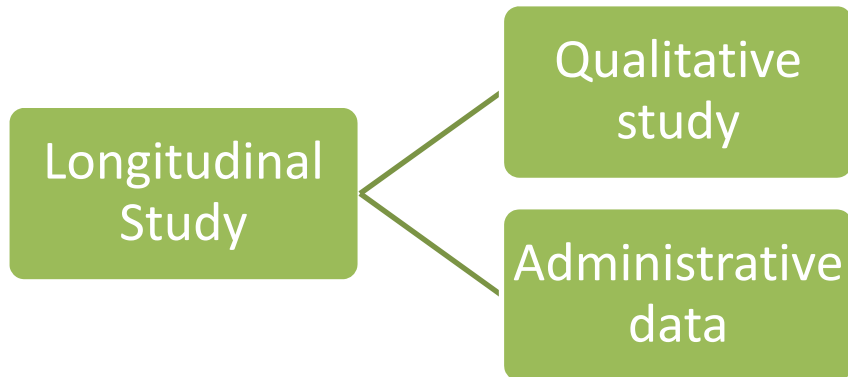 Longitudinal
Study
Qualitative
study
Administrative
data